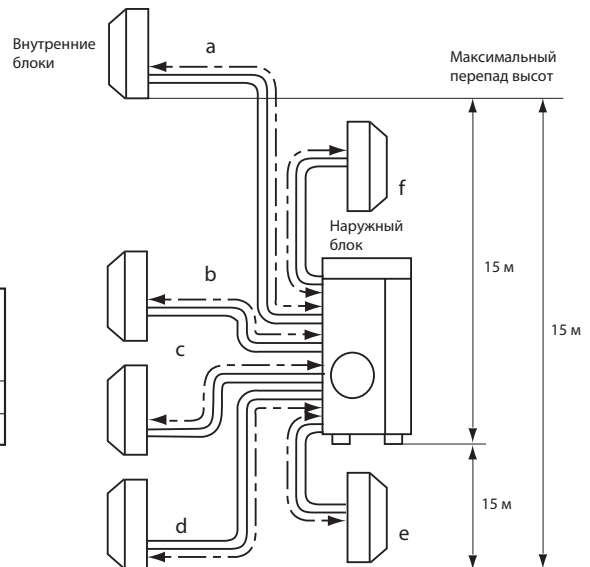 Внутренние
блоки
a
Максимальный
перепад высот
f
Наружный
блок
b
15 м
15 м
c
d
e
15 м